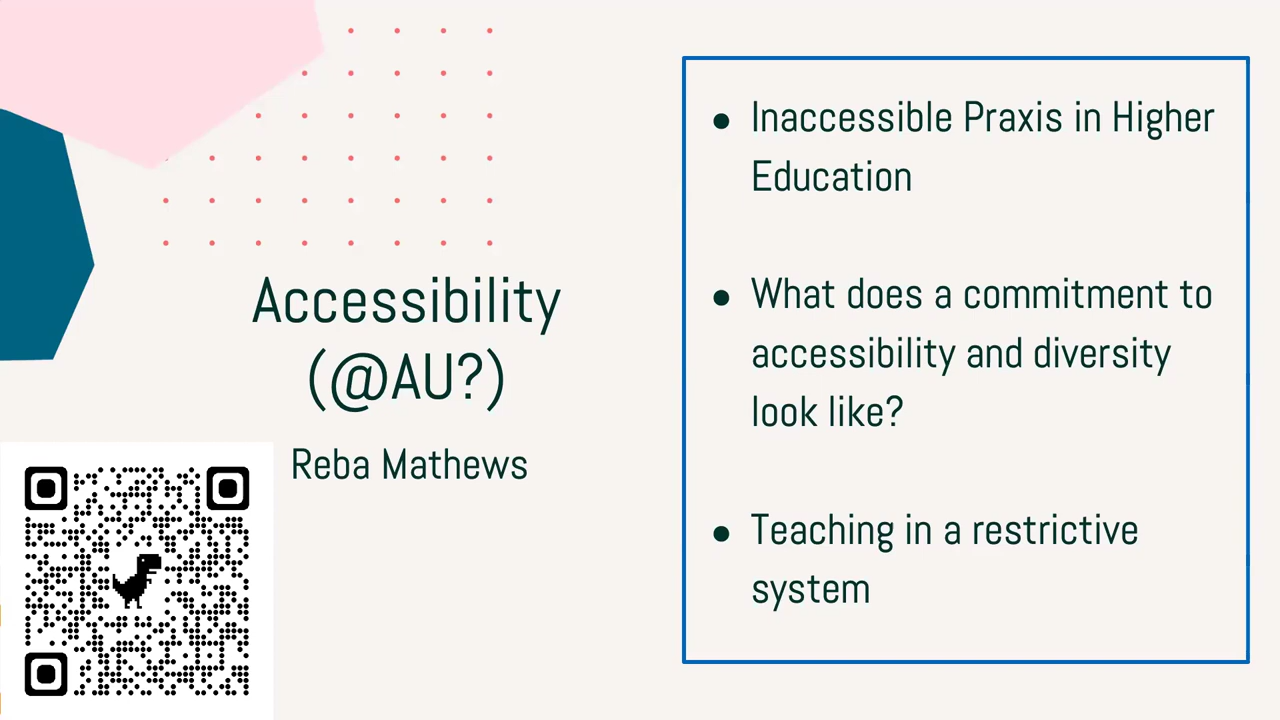 Accessibility
(@AU?)
Reba Mathews
● Inaccessible Praxis in Higher
Education
● What does a commitment to
accessibility and diversity
look like?
● Teaching in a restrictive
system